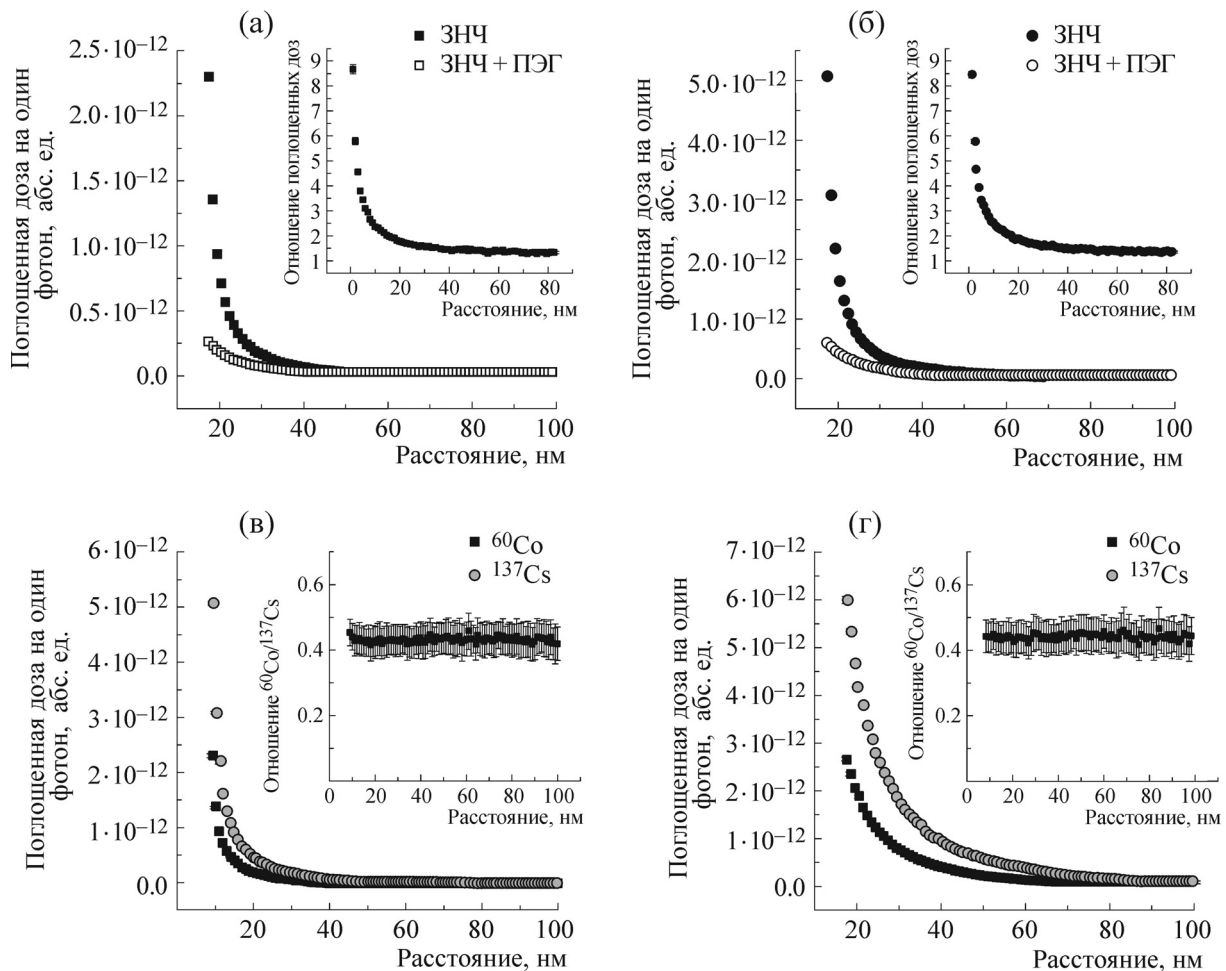 (а)
ЗНЧ
ЗНЧ + ПЭГ
Поглощенная доза на один
фотон, абс. ед.
2.5·10–12
2.0·10–12
1.5·10–12
1.0·10–12
0.5·10–12
0.0
20 40 60 80 100
Расстояние, нм
Отношение поглощенных доз
9
8
7
6
5
4
3
2
1
0 20 40 60 80
Расстояние, нм
(б)
ЗНЧ
ЗНЧ + ПЭГ
Поглощенная доза на один
фотон, абс. ед.
5.0·10–12
4.0·10–12
3.0·10–12
2.0·10–12
1.0·10–12
0.0
20 40 60 80 100
Расстояние, нм
Отношение поглощенных доз
9
8
7
6
5
4
3
2
1
0 20 40 60 80
Расстояние, нм
(в)
60Co
137Cs
Поглощенная доза на один
фотон, абс. ед.
6·10–12
5·10–12
4·10–12
3·10–12
2·10–12
1·10–12
0.0
20 40 60 80 100
Расстояние, нм
Отношение 60Co/137Cs
0.6
0.4
0.2
0 20 40 60 80 100
Расстояние, нм
(г)
60Co
137Cs
Поглощенная доза на один
фотон, абс. ед.
7·10–12
6·10–12
5·10–12
4·10–12
3·10–12
2·10–12
1·10–12
0.0
20 40 60 80 100
Расстояние, нм
Отношение 60Co/137Cs
0.6
0.4
0.2
0 20 40 60 80 100
Расстояние, нм